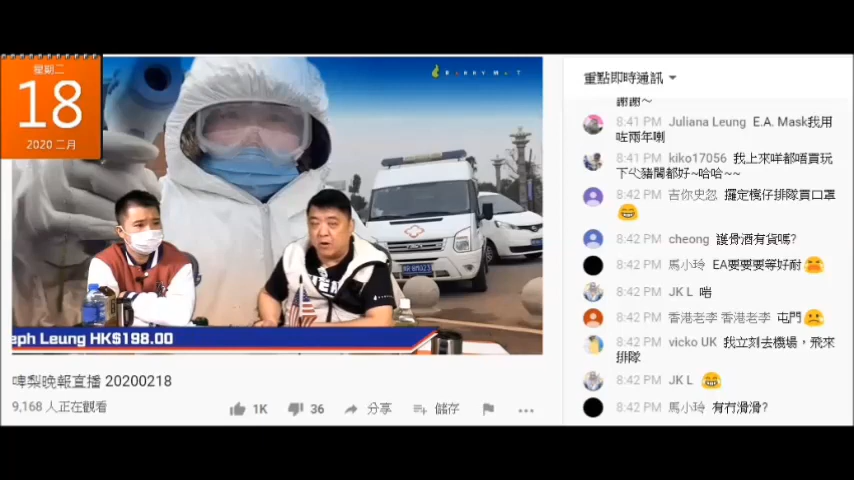 星期二
18
2020 二月
BARRYMAT
eph Leung HK$198.00
啤梨晚報直播 20200218
9,168 人正在觀看
1K
36
分享
儲存
重點即時通訊
謝謝~
8:41 PM Juliana Leung E.A. Mask我用
咗兩年喇
8:41 PM kiko17056 我上來咩都唔賣玩
下心豬閪都好~哈哈~~
8:42 PM 吉你史忽 攞定櫈仔排隊買口罩
8:42 PM cheong 護骨酒有貨嗎?
8:42 PM 馬小玲 EA要要要等好耐
8:42 PM JK L 啱
8:42 PM 香港老李 香港老李 屯門
8:42 PM vicko UK 我立刻去機場，飛來
排隊
8:42 PM JK L
8:42 PM 馬小玲 有冇滑滑?